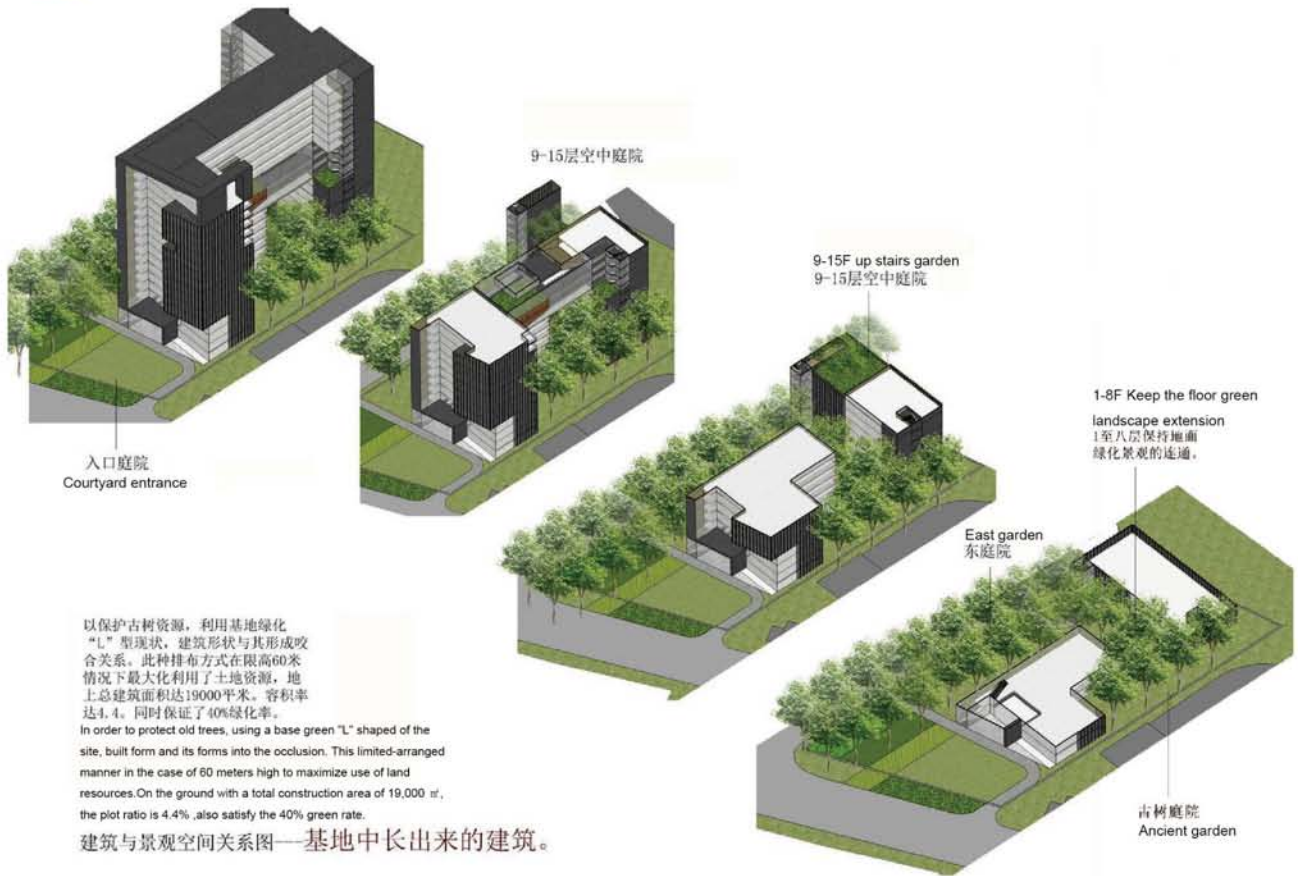 9-15层空中庭院
9-15F up stairs garden
9-15层空中庭院
1-8F Keep the floor green
landscape extension
1至八层保持地面
绿化景观的连通。
入口庭院
Courtyard entrance
East garden
东庭院
以保护古树资源，利用基地绿化
“L”型现状，建筑形状与其形成咬
合关系。此种排布方式在限高60米
情况下最大化利用了土地资源，地
上总建筑面积达19000平米。容积率
达4.4。同时保证了40%绿化率。
In order to protect old trees, using a base green "L" shaped of the
site, built form and its forms into the occlusion. This limited-arranged
manner in the case of 60 meters high to maximize use of land
resources.On the ground with a total construction area of 19,000 ㎡,
the plot ratio is 4.4% ,also satisfy the 40% green rate.
建筑与景观空间关系图——基地中长出来的建筑。
古树庭院
Ancient garden